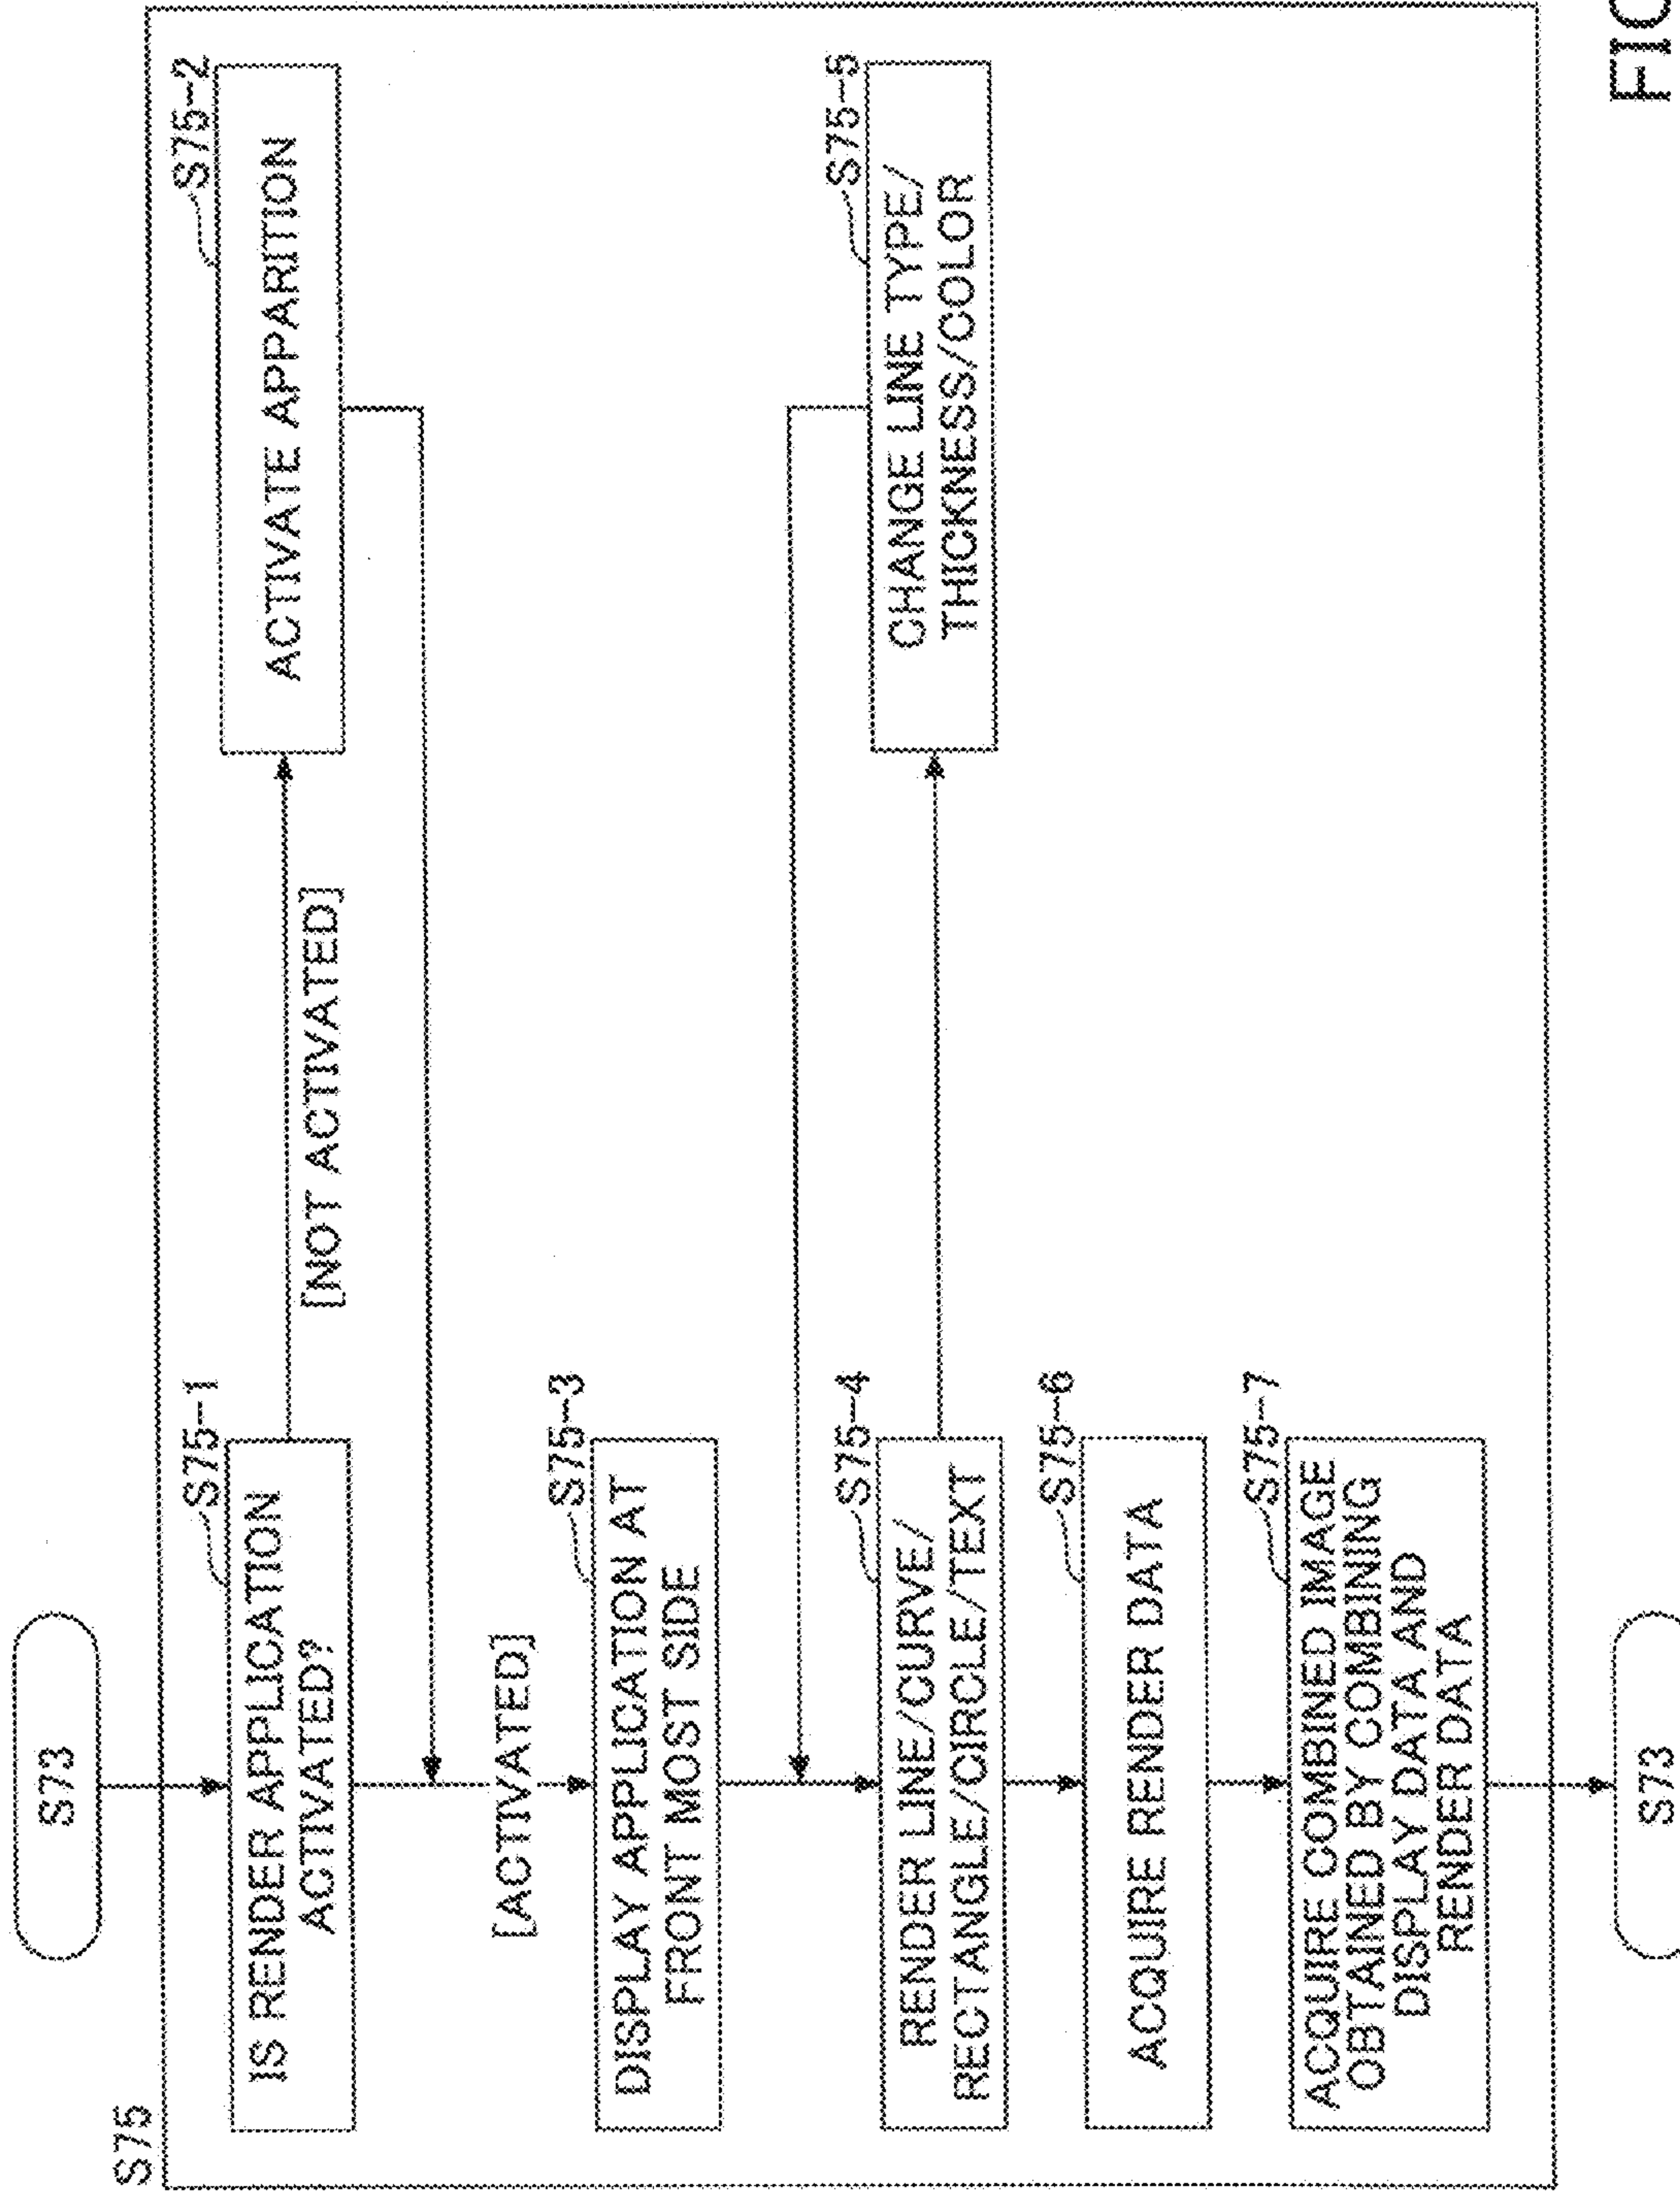 S73
S75
S75-1
IS RENDER APPLICATION
ACTIVATED?
[NOT ACTIVATED]
S75-2
ACTIVATE APPARITION
[ACTIVATED]
S75-3
DISPLAY APPLICATION AT
FRONT MOST SIDE
S75-4
RENDER LINE/CURVE/
RECTANGLE/CIRCLE/TEXT
S75-5
CHANGE LINE TYPE/
THICKNESS/COLOR
S75-6
ACQUIRE RENDER DATA
S75-7
ACQUIRE COMBINED IMAGE
OBTAINED BY COMBINING
DISPLAY DATA AND
RENDER DATA
S73